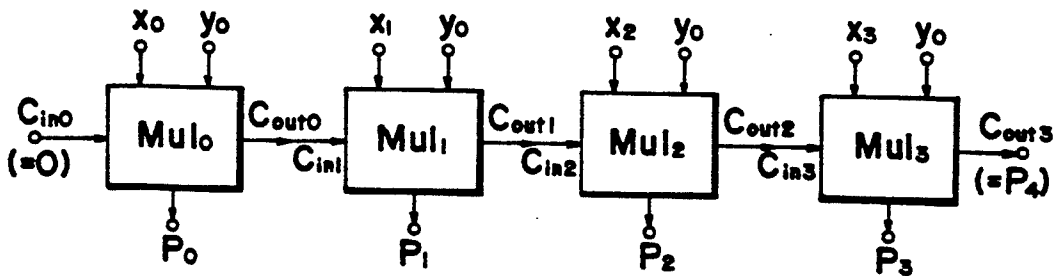 x₀ y₀ x₁ y₀ x₂ y₀ x₃ y₀
Cin0 (=0)
Mul₀
Cout0
Cin1
Mul₁
Cout1
Cin2
Mul₂
Cout2
Cin3
Mul₃
Cout3 (=P₄)
P₀ P₁ P₂ P₃